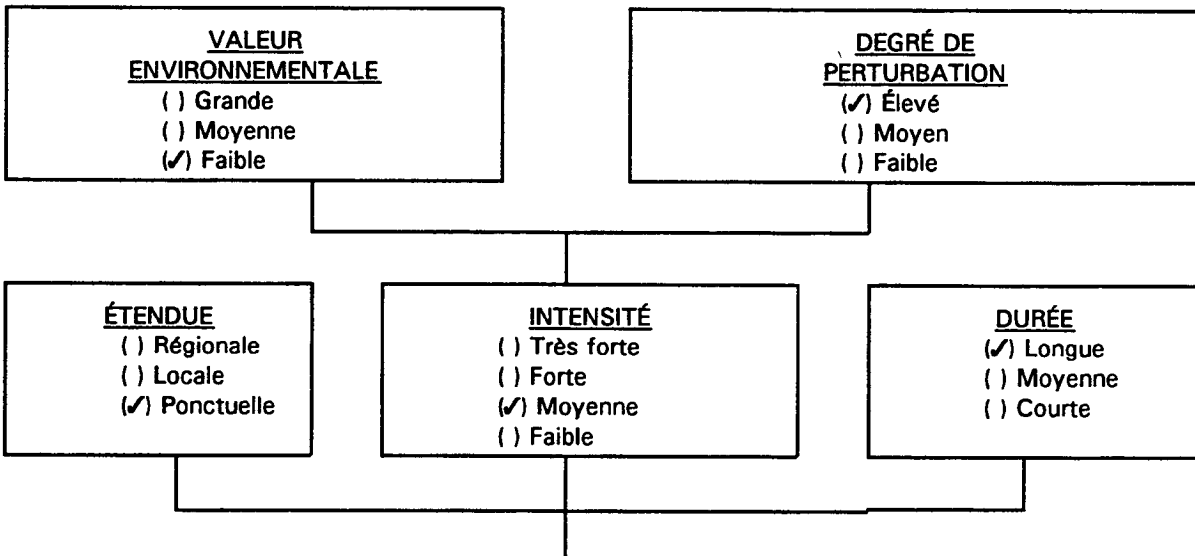 VALEUR
ENVIRONNEMENTALE
( ) Grande
( ) Moyenne
(✓) Faible
DEGRÉ DE
PERTURBATION
(✓) Élevé
( ) Moyen
( ) Faible
ÉTENDUE
( ) Régionale
( ) Locale
(✓) Ponctuelle
INTENSITÉ
( ) Très forte
( ) Forte
(✓) Moyenne
( ) Faible
DURÉE
(✓) Longue
( ) Moyenne
( ) Courte